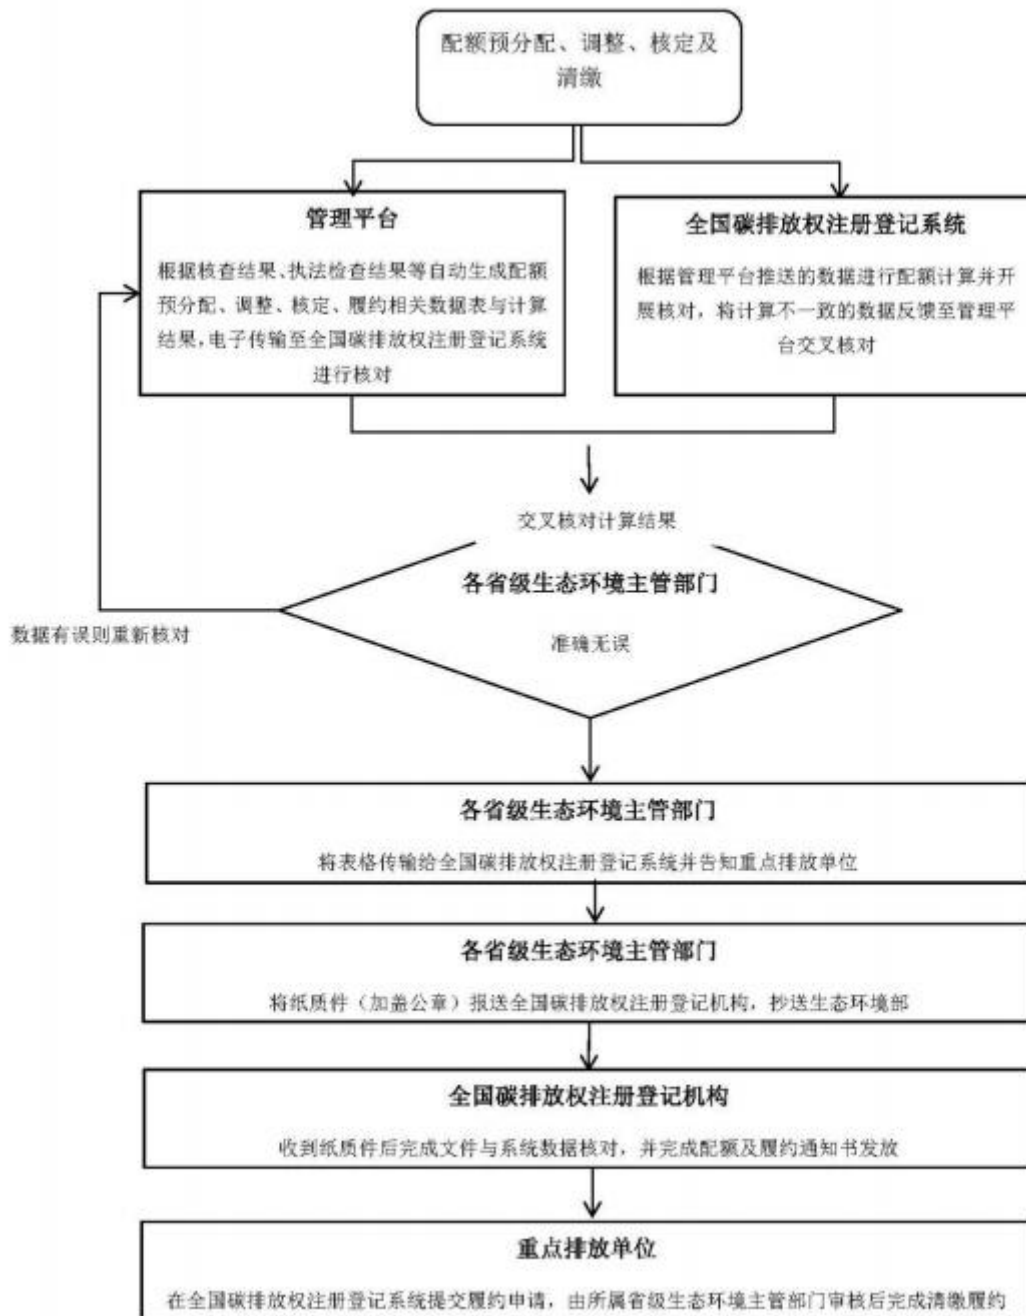 配额预分配、调整、核定及
清缴
管理平台
根据核查结果、执法检查结果等自动生成配额
预分配、调整、核定、履约相关数据表与计算
结果，电子传输至全国碳排放权注册登记系统
进行核对
全国碳排放权注册登记系统
根据管理平台推送的数据进行配额计算并开
展核对，将计算不一致的数据反馈至管理平
台交叉核对
交叉核对计算结果
各省级生态环境主管部门
准确无误
数据有误则重新核对
各省级生态环境主管部门
将表格传输给全国碳排放权注册登记系统并告知重点排放单位
各省级生态环境主管部门
将纸质件（加盖公章）报送全国碳排放权注册登记机构，抄送生态环境部
全国碳排放权注册登记机构
收到纸质件后完成文件与系统数据核对，并完成配额及履约通知书发放
重点排放单位
在全国碳排放权注册登记系统提交履约申请，由所属省级生态环境主管部门审核后完成清缴履约